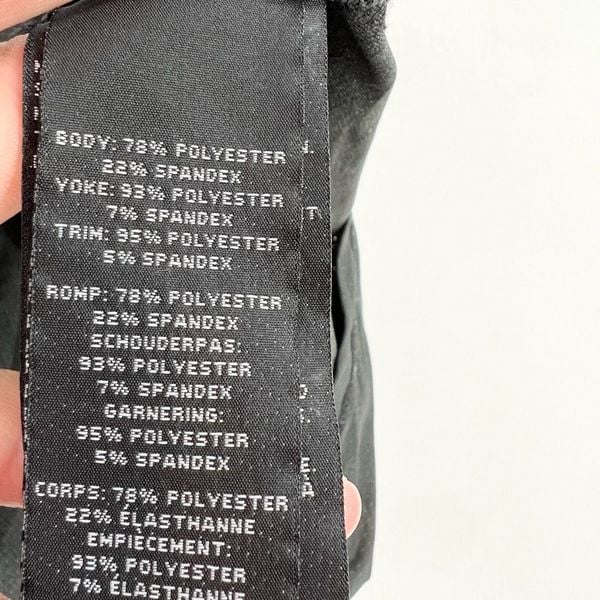 BODY: 78% POLYESTER
22% SPANDEX
YOKE: 93% POLYESTER
7% SPANDEX
TRIM: 95% POLYESTER
5% SPANDEX
ROMP: 78% POLYESTER
22% SPANDEX
SCHOUDERPAS:
93% POLYESTER
7% SPANDEX
GARNERING:
95% POLYESTER
5% SPANDEX
CORPS: 78% POLYESTER
22% ÉLASTHANNE
EMPIÈCEMENT:
93% POLYESTER
7% ÉLASTHANNE